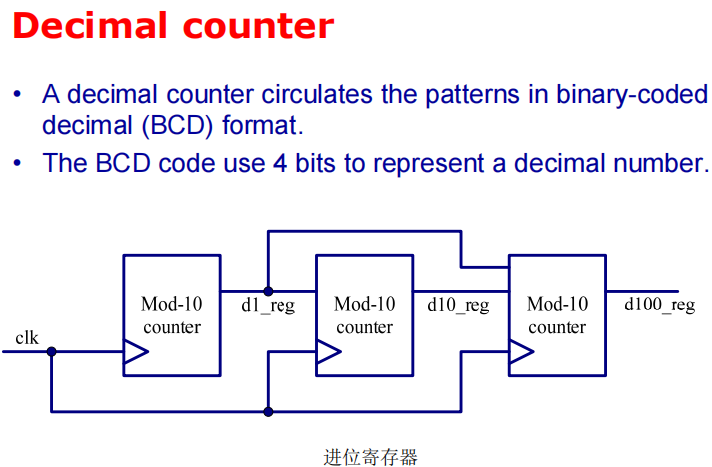 Decimal counter
• A decimal counter circulates the patterns in binary-coded
decimal (BCD) format.
• The BCD code use 4 bits to represent a decimal number.
Mod-10
counter
d1_reg
Mod-10
counter
d10_reg
Mod-10
counter
d100_reg
clk
进位寄存器